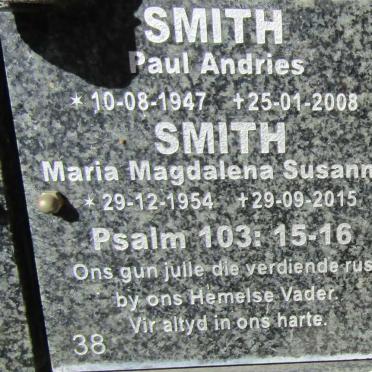 SMITH
Paul Andries
* 10-08-1947 +25-01-2008
SMITH
Maria Magdalena Susann
* 29-12-1954 +29-09-2015
Psalm 103: 15-16
Ons gun julle die verdiende rus
by ons Hemelse Vader.
Vir altyd in ons harte.
38